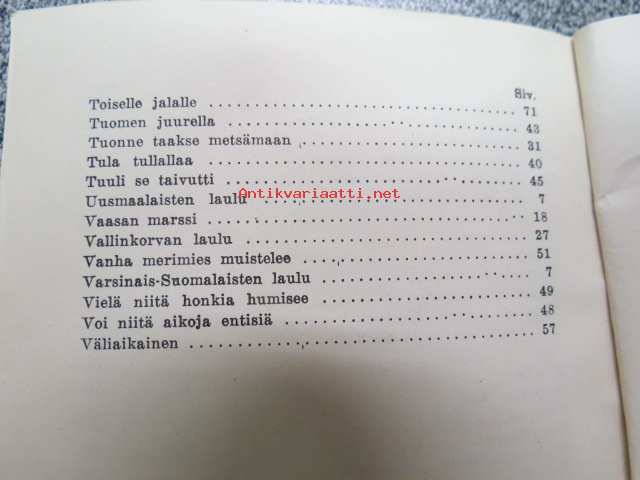 Siv.
Toiselle jalalle 71
Tuomen juurella 43
Tuonne taakse metsämaan 31
Tula tullallaa 40
Tuuli se taivutti 45
Antikvariaatti.net
Uusmaalaisten laulu 7
Vaasan marssi 18
Vallinkorvan laulu 27
Vanha merimies muistelee 51
Varsinais-Suomalaisten laulu 7
Vielä niitä honkia humisee 49
Voi niitä aikoja entisiä 48
Väliaikainen 57